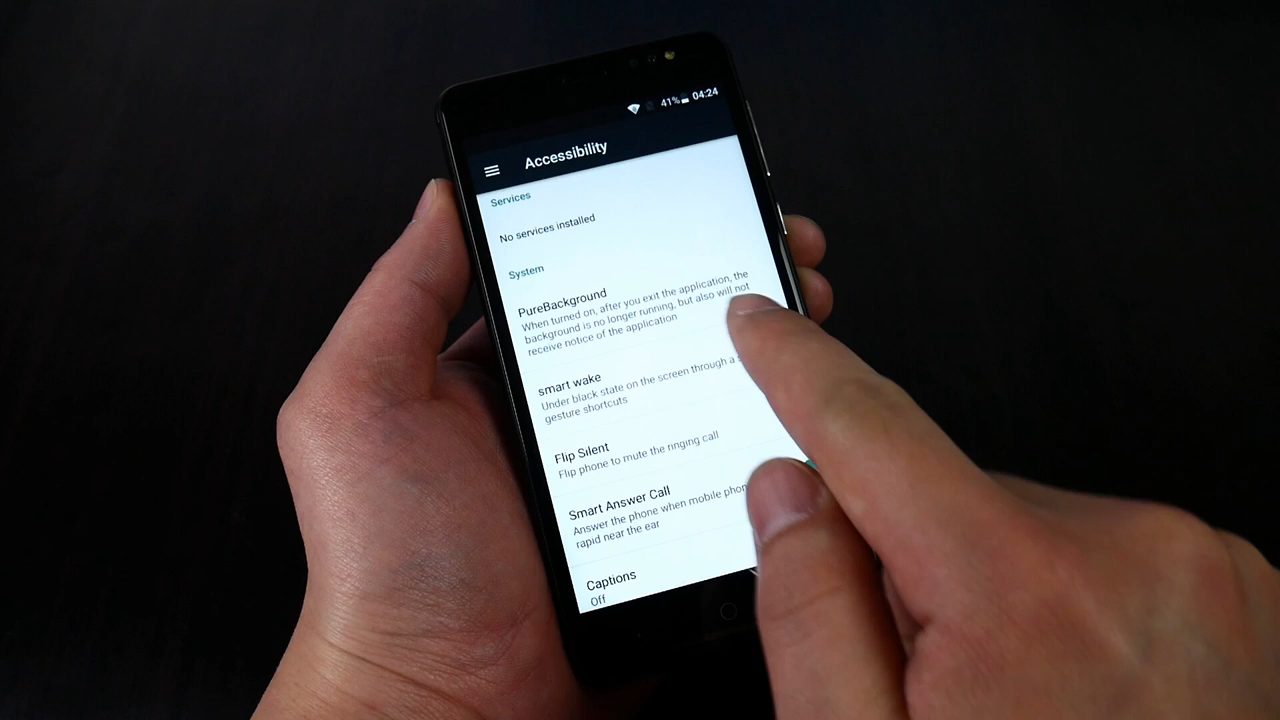 41% 04:24
Accessibility
Services
No services installed
System
PureBackground
When turned on, after you exit the application, the
background is no longer running, but also will not
receive notice of the application
smart wake
Under black state on the screen through a
gesture shortcuts
Flip Silent
Flip phone to mute the ringing call
Smart Answer Call
Answer the phone when mobile phone
rapid near the ear
Captions
Off